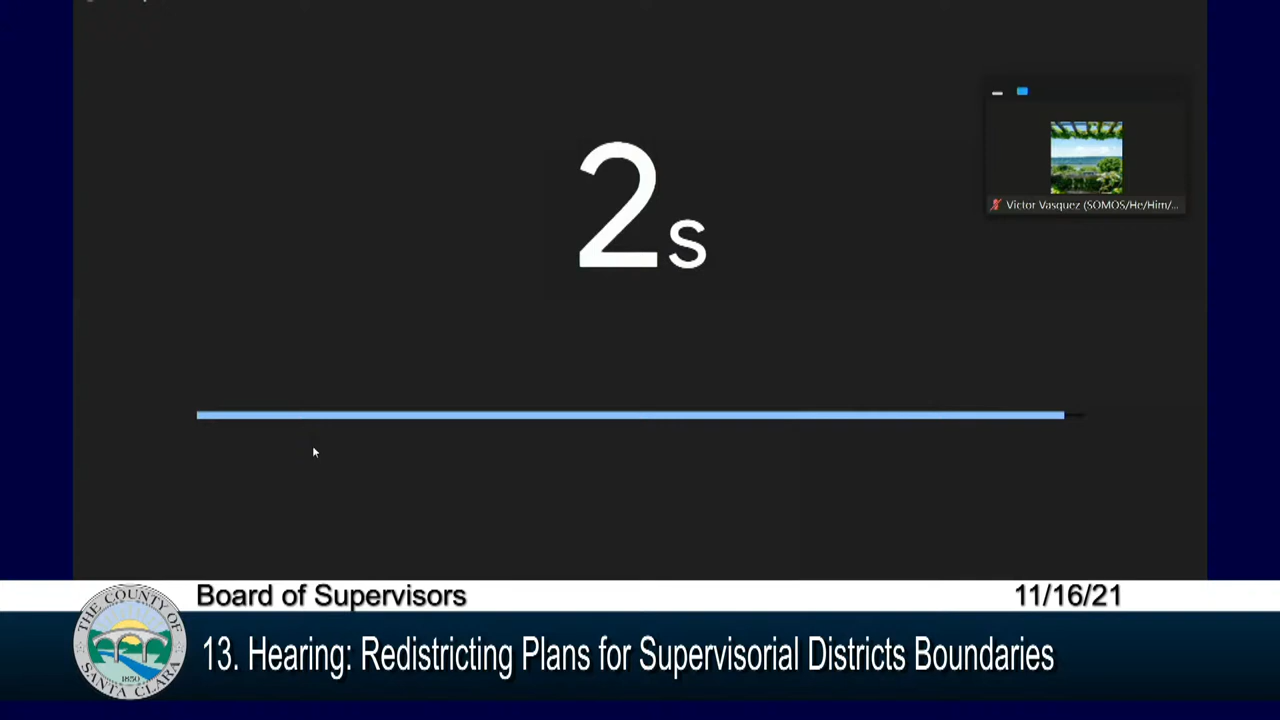 2s
Victor Vasquez (SOMOS/He/Him/...
Board of Supervisors
11/16/21
13. Hearing: Redistricting Plans for Supervisorial Districts Boundaries
THE COUNTY OF
SANTA CLARA
1850